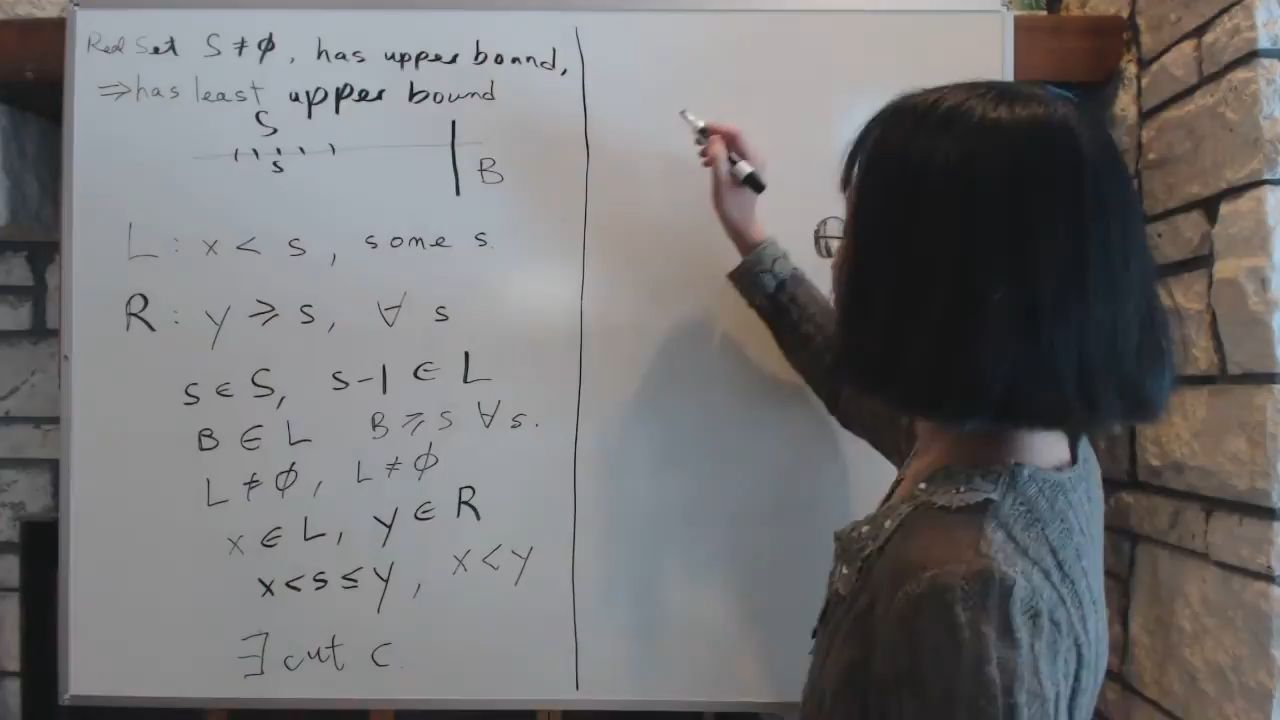 Real Set S ≠ ∅, has upper bound,
⇒ has least upper bound
S
s
B
L: x < s, some s.
R: y ⩾ s, ∀ s
s ∈ S, s-1 ∈ L
B ∈ L B ⩾ s ∀ s.
L ≠ ∅, L ≠ ∅
x ∈ L, y ∈ R
x < s ≤ y, x < y
∃ cut c.